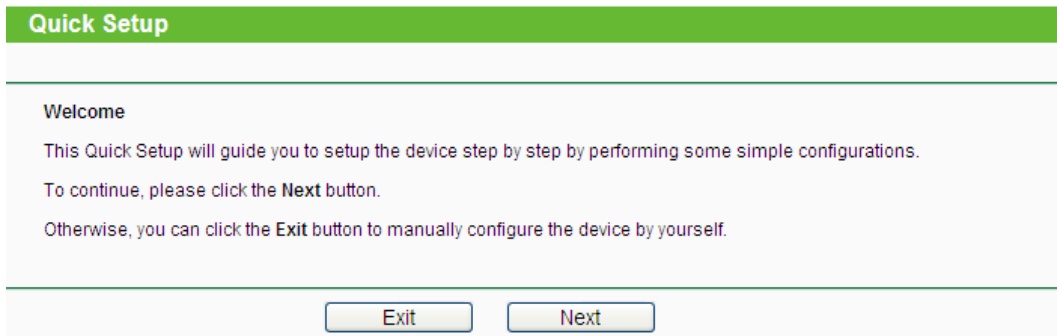 Quick Setup
Welcome
This Quick Setup will guide you to setup the device step by step by performing some simple configurations.
To continue, please click the Next button.
Otherwise, you can click the Exit button to manually configure the device by yourself.
Exit Next